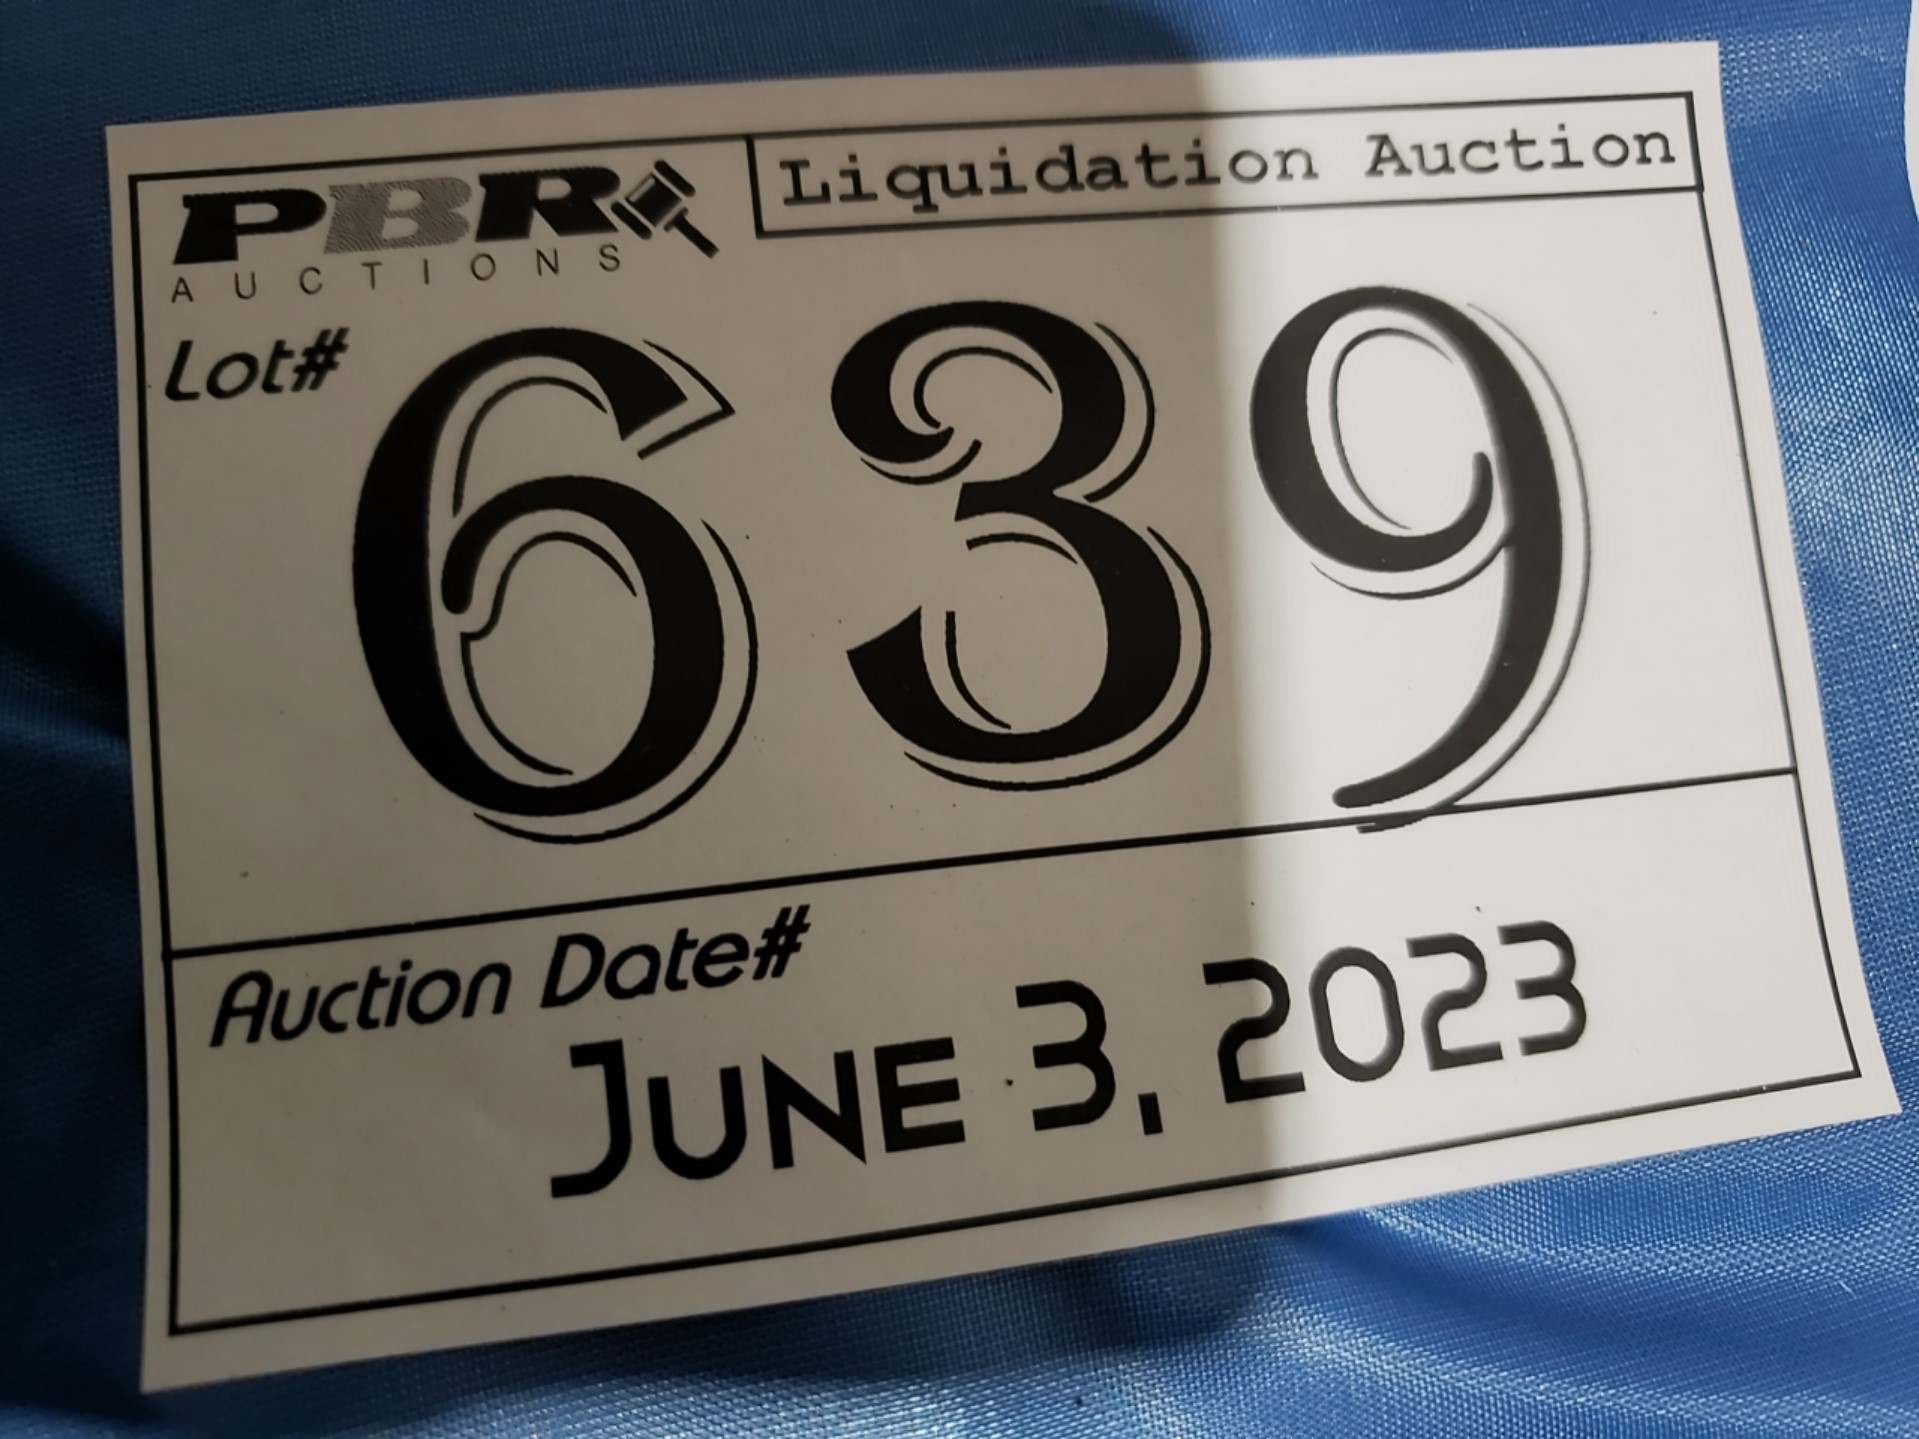 PBR
AUCTIONS
Liquidation Auction
Lot#
639
Auction Date#
JUNE 3, 2023